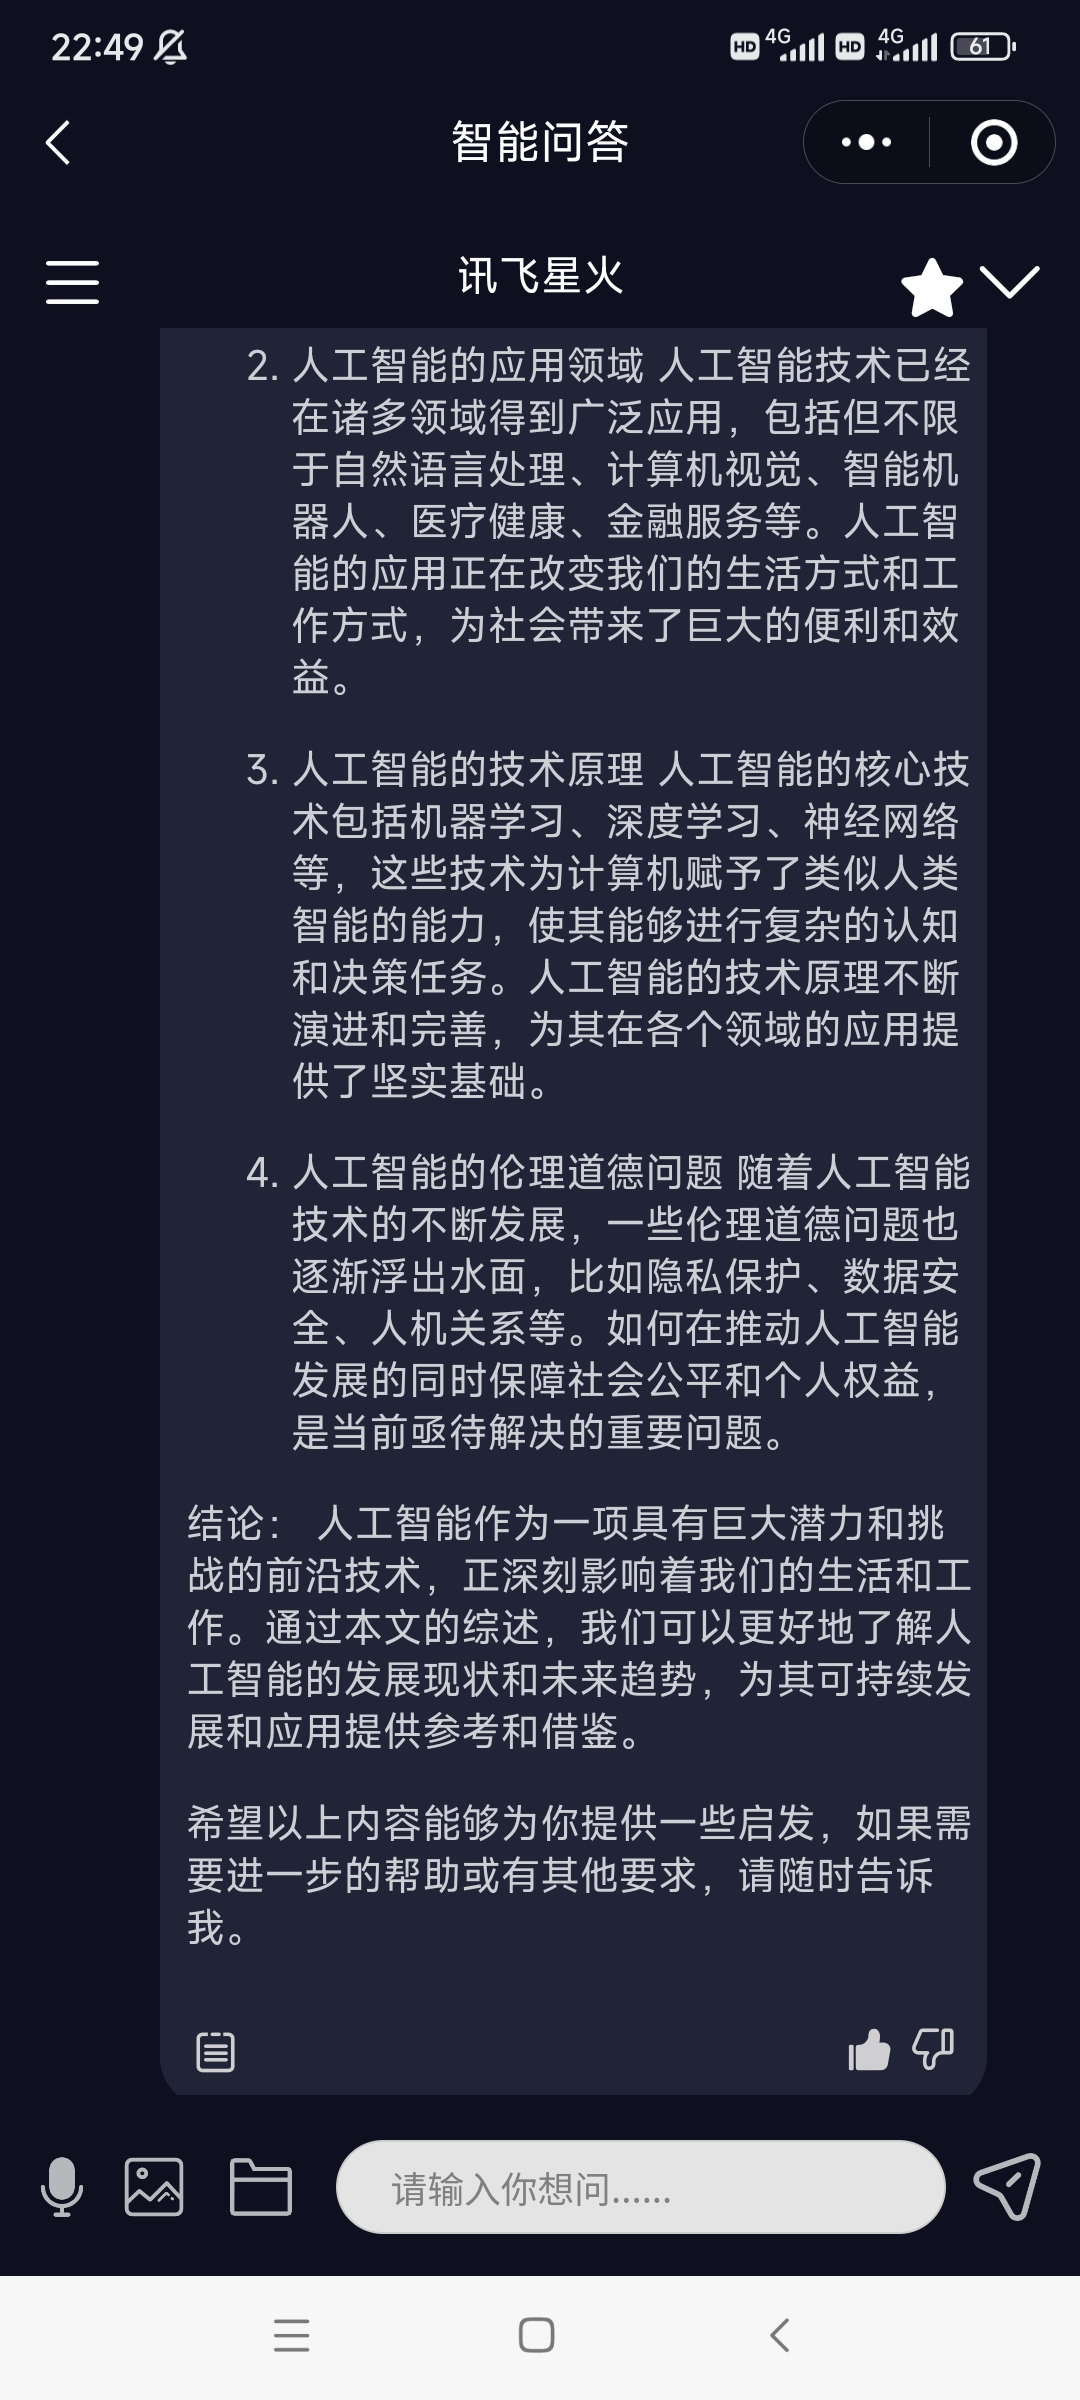 22:49 HD 4G HD 4G 61
智能问答
讯飞星火
2. 人工智能的应用领域 人工智能技术已经
在诸多领域得到广泛应用，包括但不限
于自然语言处理、计算机视觉、智能机
器人、医疗健康、金融服务等。人工智
能的应用正在改变我们的生活方式和工
作方式，为社会带来了巨大的便利和效
益。
3. 人工智能的技术原理 人工智能的核心技
术包括机器学习、深度学习、神经网络
等，这些技术为计算机赋予了类似人类
智能的能力，使其能够进行复杂的认知
和决策任务。人工智能的技术原理不断
演进和完善，为其在各个领域的应用提
供了坚实基础。
4. 人工智能的伦理道德问题 随着人工智能
技术的不断发展，一些伦理道德问题也
逐渐浮出水面，比如隐私保护、数据安
全、人机关系等。如何在推动人工智能
发展的同时保障社会公平和个人权益，
是当前亟待解决的重要问题。
结论： 人工智能作为一项具有巨大潜力和挑
战的前沿技术，正深刻影响着我们的生活和工
作。通过本文的综述，我们可以更好地了解人
工智能的发展现状和未来趋势，为其可持续发
展和应用提供参考和借鉴。
希望以上内容能够为你提供一些启发，如果需
要进一步的帮助或有其他要求，请随时告诉
我。
请输入你想问......